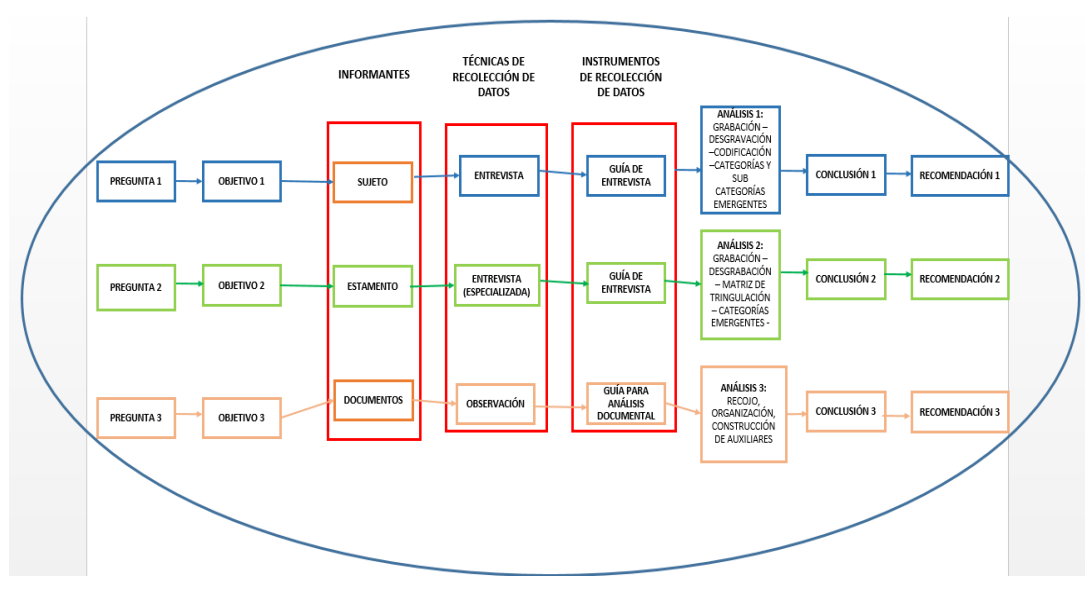 INFORMANTES
TÉCNICAS DE
RECOLECCIÓN DE
DATOS
INSTRUMENTOS
DE RECOLECCIÓN
DE DATOS
PREGUNTA 1
OBJETIVO 1
SUJETO
ENTREVISTA
GUÍA DE
ENTREVISTA
ANÁLISIS 1:
GRABACIÓN –
DESGRAVACIÓN
–CODIFICACIÓN
–CATEGORÍAS Y
SUB
CATEGORÍAS
EMERGENTES
CONCLUSIÓN 1
RECOMENDACIÓN 1
PREGUNTA 2
OBJETIVO 2
ESTAMENTO
ENTREVISTA
(ESPECIALIZADA)
GUÍA DE
ENTREVISTA
ANÁLISIS 2:
GRABACIÓN –
DESGRABACIÓN
– MATRIZ DE
TRINGULACIÓN
– CATEGORÍAS
EMERGENTES -
CONCLUSIÓN 2
RECOMENDACIÓN 2
PREGUNTA 3
OBJETIVO 3
DOCUMENTOS
OBSERVACIÓN
GUÍA PARA
ANÁLISIS
DOCUMENTAL
ANÁLISIS 3:
RECOJO,
ORGANIZACIÓN,
CONSTRUCCIÓN
DE AUXILIARES
CONCLUSIÓN 3
RECOMENDACIÓN 3